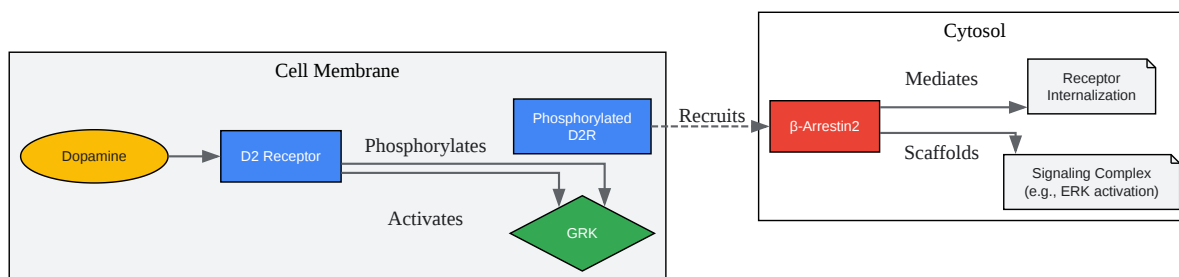 Cell Membrane
Dopamine
D2 Receptor
Phosphorylates
Activates
Phosphorylated
D2R
GRK
Recruits
Cytosol
β-Arrestin2
Mediates
Scaffolds
Receptor
Internalization
Signaling Complex
(e.g., ERK activation)